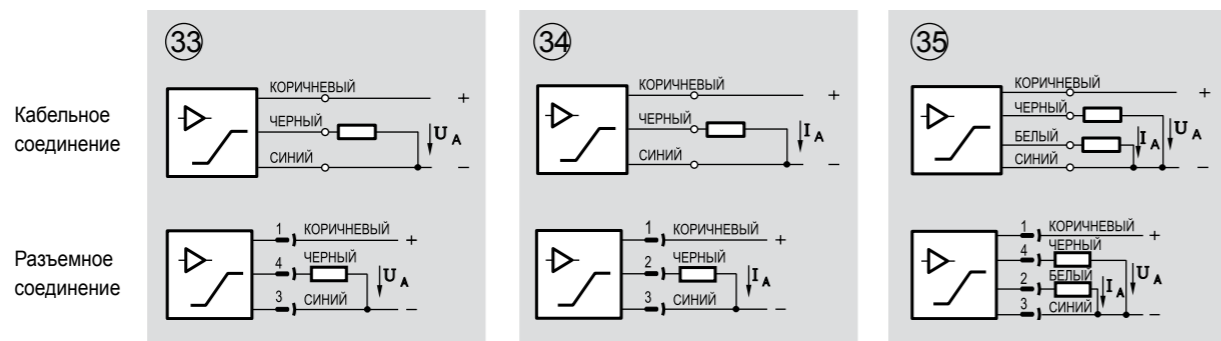 33
34
35
Кабельное
соединение
КОРИЧНЕВЫЙ
+
ЧЕРНЫЙ
U A
СИНИЙ
−
КОРИЧНЕВЫЙ
+
ЧЕРНЫЙ
I A
СИНИЙ
−
КОРИЧНЕВЫЙ
+
ЧЕРНЫЙ
U A
БЕЛЫЙ
I A
СИНИЙ
−
Разъемное
соединение
1 КОРИЧНЕВЫЙ +
4 ЧЕРНЫЙ
U A
3 СИНИЙ −
1 КОРИЧНЕВЫЙ +
2 ЧЕРНЫЙ
I A
3 СИНИЙ −
1 КОРИЧНЕВЫЙ +
4 ЧЕРНЫЙ
U A
2 БЕЛЫЙ
I A
3 СИНИЙ −